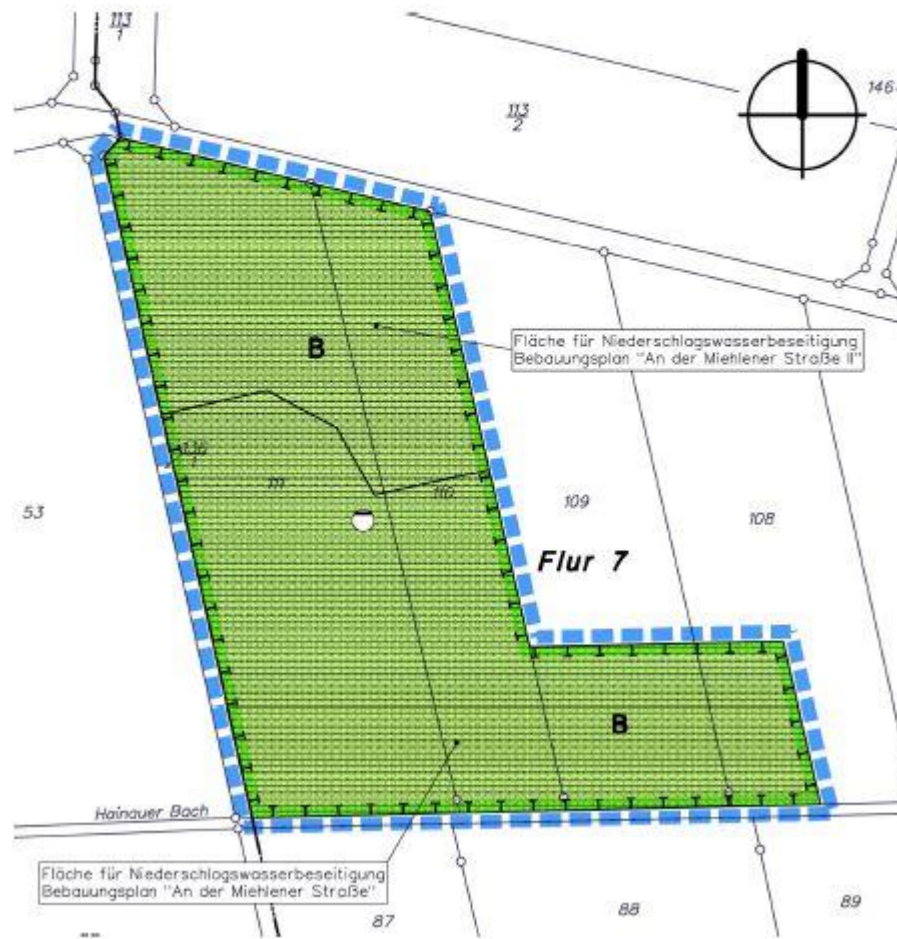 113
1
113
2
146
B
Fläche für Niederschlagswasserbeseitigung
Bebauungsplan "An der Miehlener Straße II"
111
110
53
109
108
Flur 7
B
Hainauer Bach
Fläche für Niederschlagswasserbeseitigung
Bebauungsplan "An der Miehlener Straße"
87
88
89